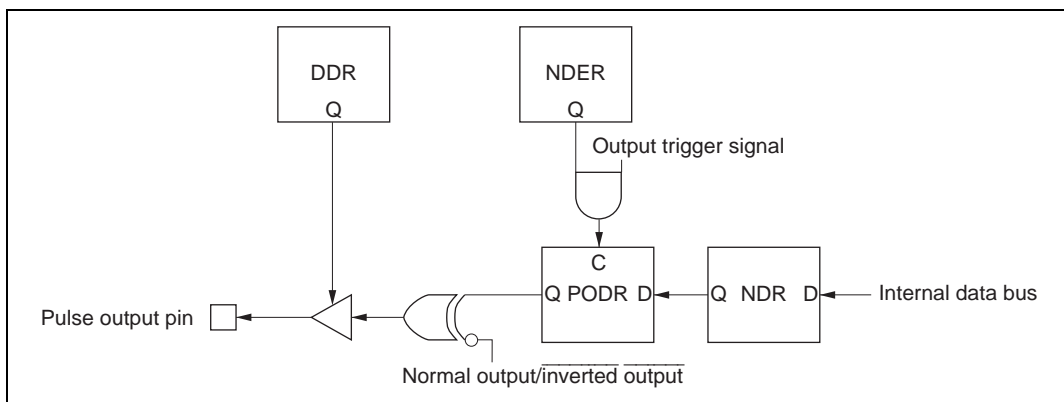 DDR
Q
NDER
Q
Output trigger signal
C
Q PODR D
Q NDR D
Internal data bus
Pulse output pin
Normal output/inverted output